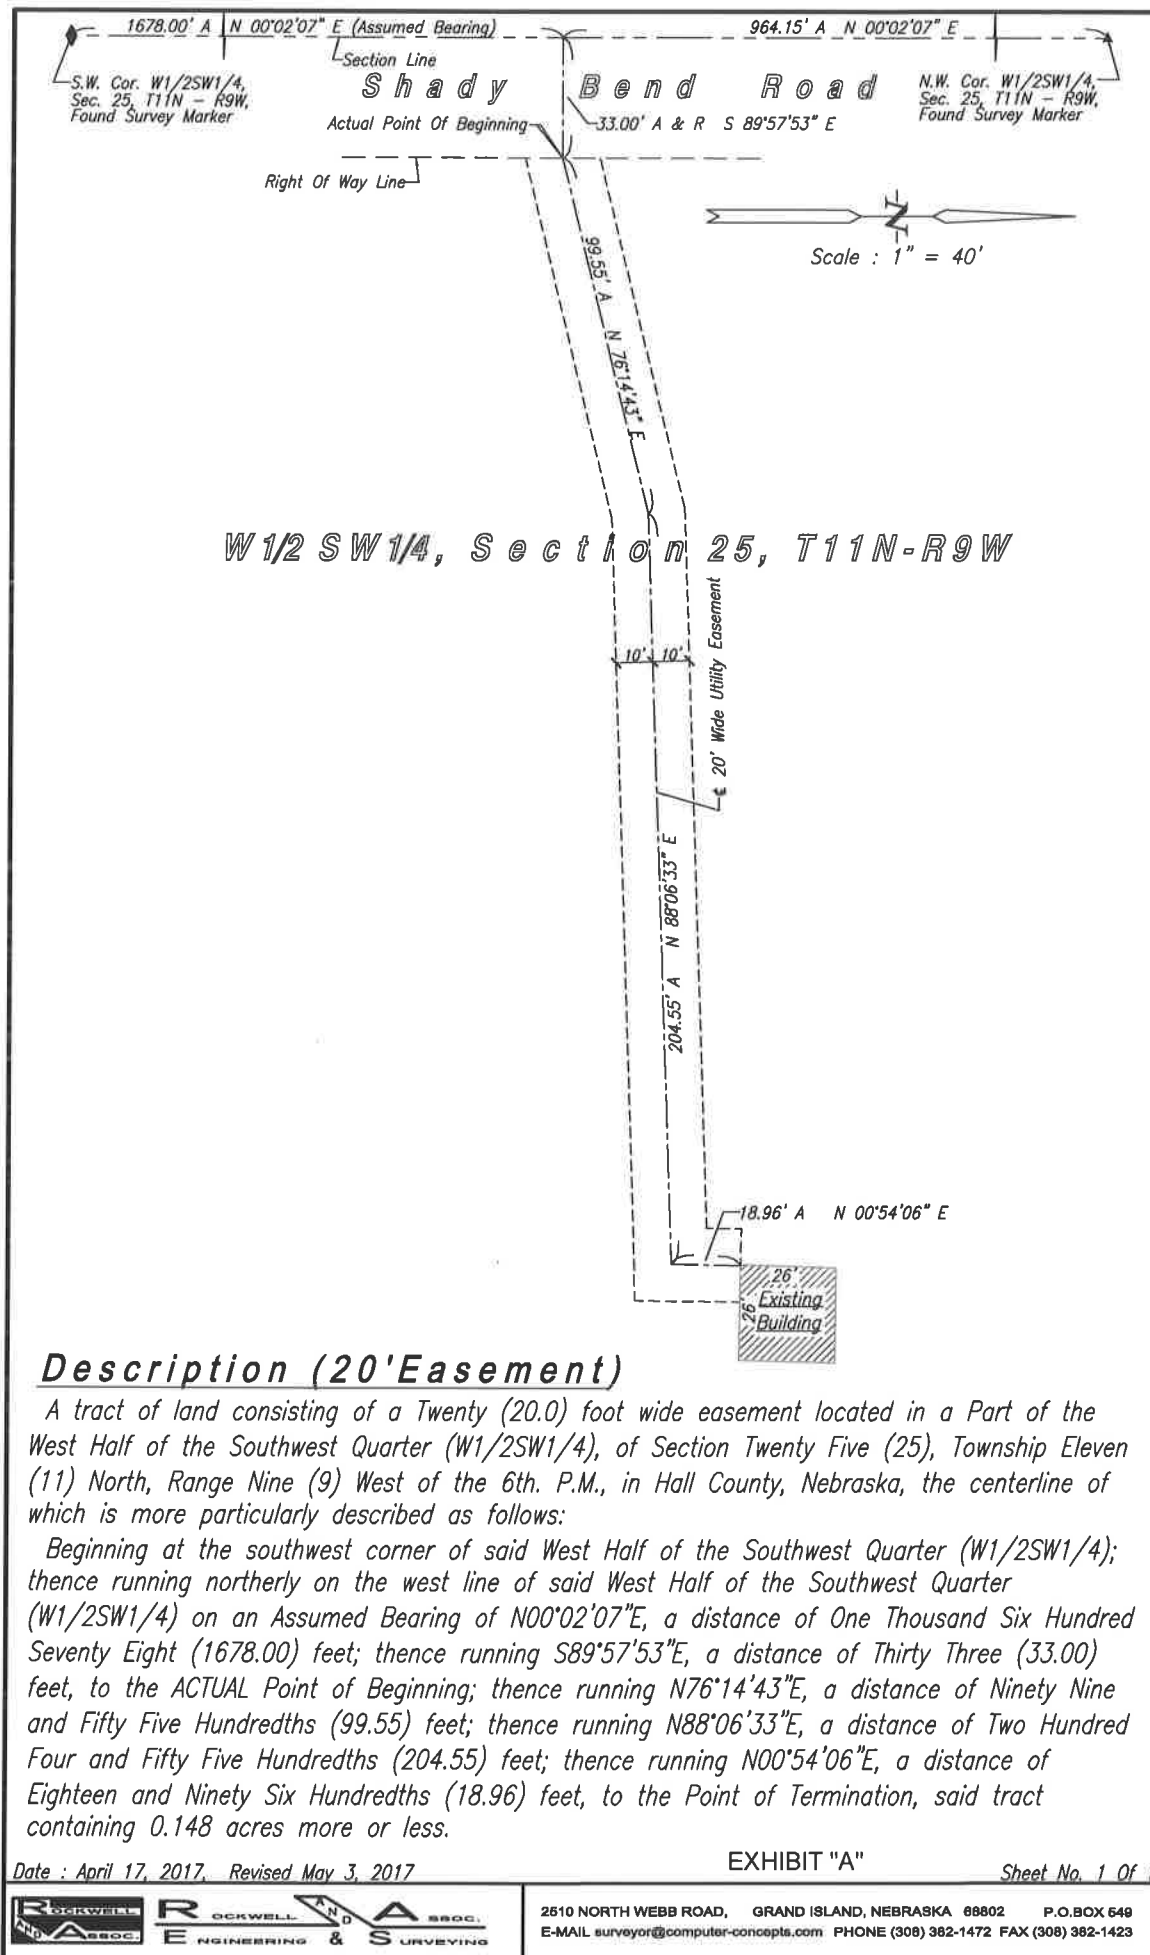 1678.00' A N 00°02'07" E (Assumed Bearing)
964.15' A N 00°02'07" E
Section Line
S.W. Cor. W1/2SW1/4,
Sec. 25, T11N - R9W,
Found Survey Marker
Shady Bend Road
N.W. Cor. W1/2SW1/4,
Sec. 25, T11N - R9W,
Found Survey Marker
Actual Point Of Beginning
33.00' A & R S 89°57'53" E
Right Of Way Line
N
Scale : 1" = 40'
99.55' A N 76°14'43" E
W1/2 SW1/4, Section 25, T11N-R9W
10' 10'
℄ 20' Wide Utility Easement
204.55' A N 88°06'33" E
18.96' A N 00°54'06" E
26'
26'
Existing
Building
Description (20'Easement)
A tract of land consisting of a Twenty (20.0) foot wide easement located in a Part of the
West Half of the Southwest Quarter (W1/2SW1/4), of Section Twenty Five (25), Township Eleven
(11) North, Range Nine (9) West of the 6th. P.M., in Hall County, Nebraska, the centerline of
which is more particularly described as follows:
Beginning at the southwest corner of said West Half of the Southwest Quarter (W1/2SW1/4);
thence running northerly on the west line of said West Half of the Southwest Quarter
(W1/2SW1/4) on an Assumed Bearing of N00°02'07"E, a distance of One Thousand Six Hundred
Seventy Eight (1678.00) feet; thence running S89°57'53"E, a distance of Thirty Three (33.00)
feet, to the ACTUAL Point of Beginning; thence running N76°14'43"E, a distance of Ninety Nine
and Fifty Five Hundredths (99.55) feet; thence running N88°06'33"E, a distance of Two Hundred
Four and Fifty Five Hundredths (204.55) feet; thence running N00°54'06"E, a distance of
Eighteen and Ninety Six Hundredths (18.96) feet, to the Point of Termination, said tract
containing 0.148 acres more or less.
Date : April 17, 2017, Revised May 3, 2017
EXHIBIT "A"
Sheet No. 1 Of
ROCKWELL
AND ASSOC.
ROCKWELL AND ASSOC.
ENGINEERING & SURVEYING
2510 NORTH WEBB ROAD, GRAND ISLAND, NEBRASKA 68802 P.O.BOX 549
E-MAIL surveyor@computer-concepts.com PHONE (308) 382-1472 FAX (308) 382-1423